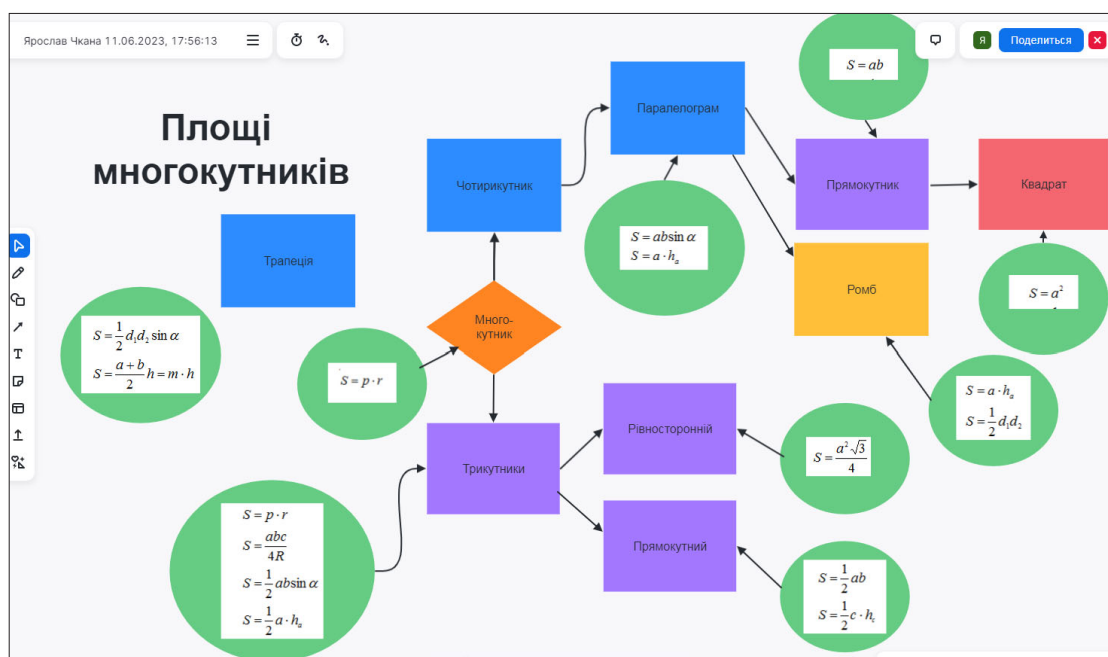 Ярослав Чкана 11.06.2023, 17:56:13
Я
Поделиться
Площі
многокутників
S = ab
Паралелограм
Чотирикутник
Прямокутник
Квадрат
Трапеція
S = ab sin α
S = a · hₐ
Ромб
S = a²
Много-
кутник
S = 1/2 d₁d₂ sin α
S = (a + b)/2 h = m · h
S = p · r
S = a · hₐ
S = 1/2 d₁d₂
Рівносторонній
S = a²√3/4
Трикутники
Прямокутний
S = p · r
S = abc/4R
S = 1/2 ab sin α
S = 1/2 a · hₐ
S = 1/2 ab
S = 1/2 c · h_c